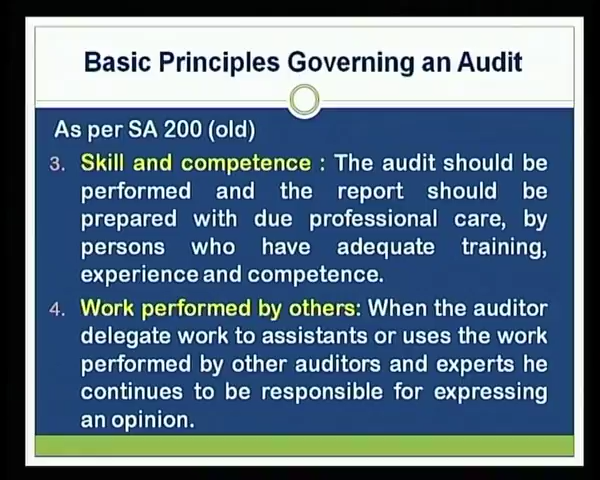 Basic Principles Governing an Audit
As per SA 200 (old)
3. Skill and competence : The audit should be
performed and the report should be
prepared with due professional care, by
persons who have adequate training,
experience and competence.
4. Work performed by others: When the auditor
delegate work to assistants or uses the work
performed by other auditors and experts he
continues to be responsible for expressing
an opinion.